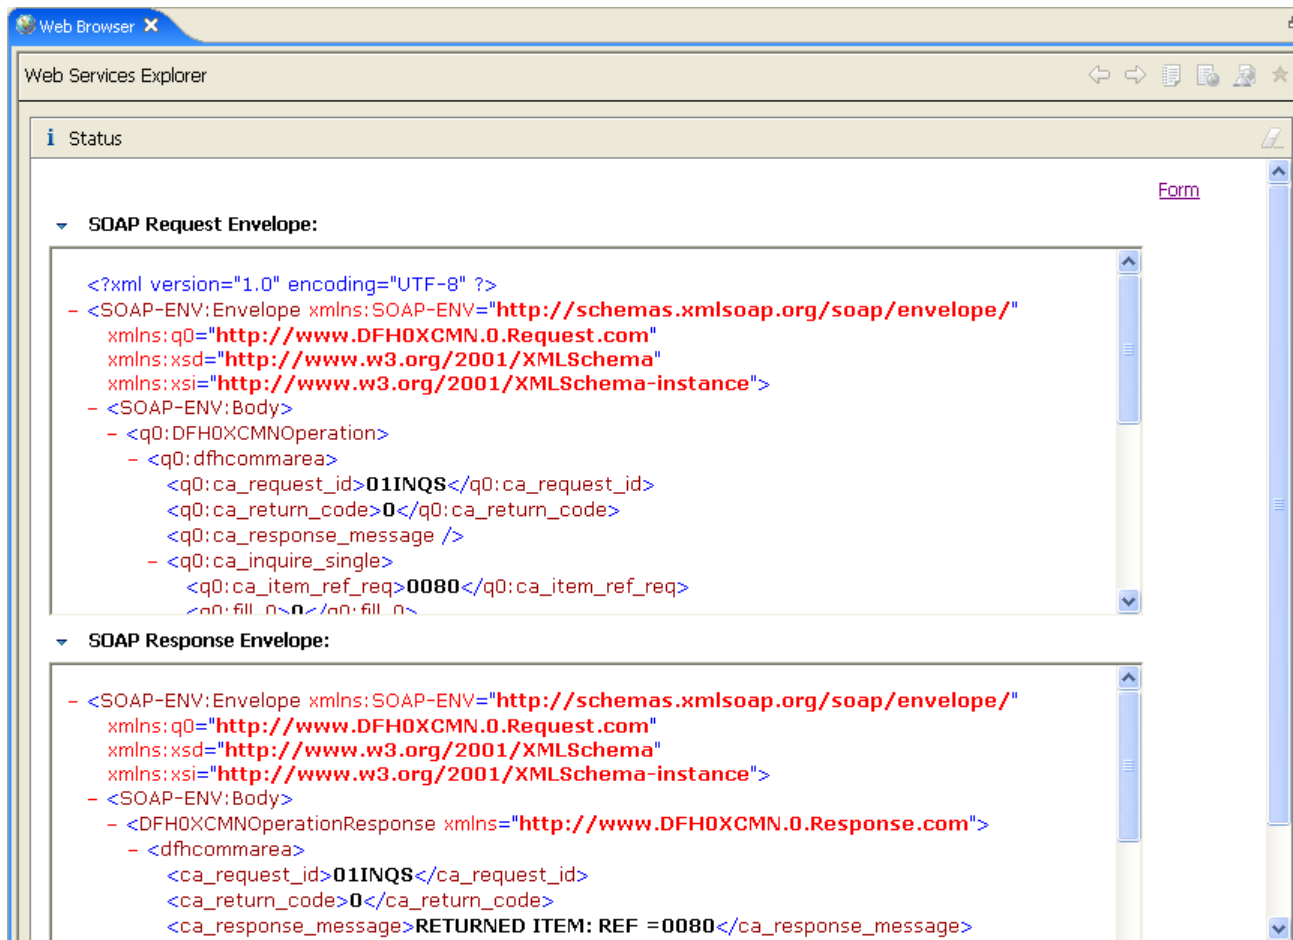 Web Browser
Web Services Explorer
i Status
Form
SOAP Request Envelope:
<?xml version="1.0" encoding="UTF-8" ?>
– <SOAP-ENV:Envelope xmlns:SOAP-ENV="http://schemas.xmlsoap.org/soap/envelope/"
xmlns:q0="http://www.DFH0XCMN.0.Request.com"
xmlns:xsd="http://www.w3.org/2001/XMLSchema"
xmlns:xsi="http://www.w3.org/2001/XMLSchema-instance">
– <SOAP-ENV:Body>
– <q0:DFH0XCMNOperation>
– <q0:dfhcommarea>
<q0:ca_request_id>01INQS</q0:ca_request_id>
<q0:ca_return_code>0</q0:ca_return_code>
<q0:ca_response_message />
– <q0:ca_inquire_single>
<q0:ca_item_ref_req>0080</q0:ca_item_ref_req>
<q0:fill_0>0</q0:fill_0>
SOAP Response Envelope:
– <SOAP-ENV:Envelope xmlns:SOAP-ENV="http://schemas.xmlsoap.org/soap/envelope/"
xmlns:q0="http://www.DFH0XCMN.0.Request.com"
xmlns:xsd="http://www.w3.org/2001/XMLSchema"
xmlns:xsi="http://www.w3.org/2001/XMLSchema-instance">
– <SOAP-ENV:Body>
– <DFH0XCMNOperationResponse xmlns="http://www.DFH0XCMN.0.Response.com">
– <dfhcommarea>
<ca_request_id>01INQS</ca_request_id>
<ca_return_code>0</ca_return_code>
<ca_response_message>RETURNED ITEM: REF =0080</ca_response_message>